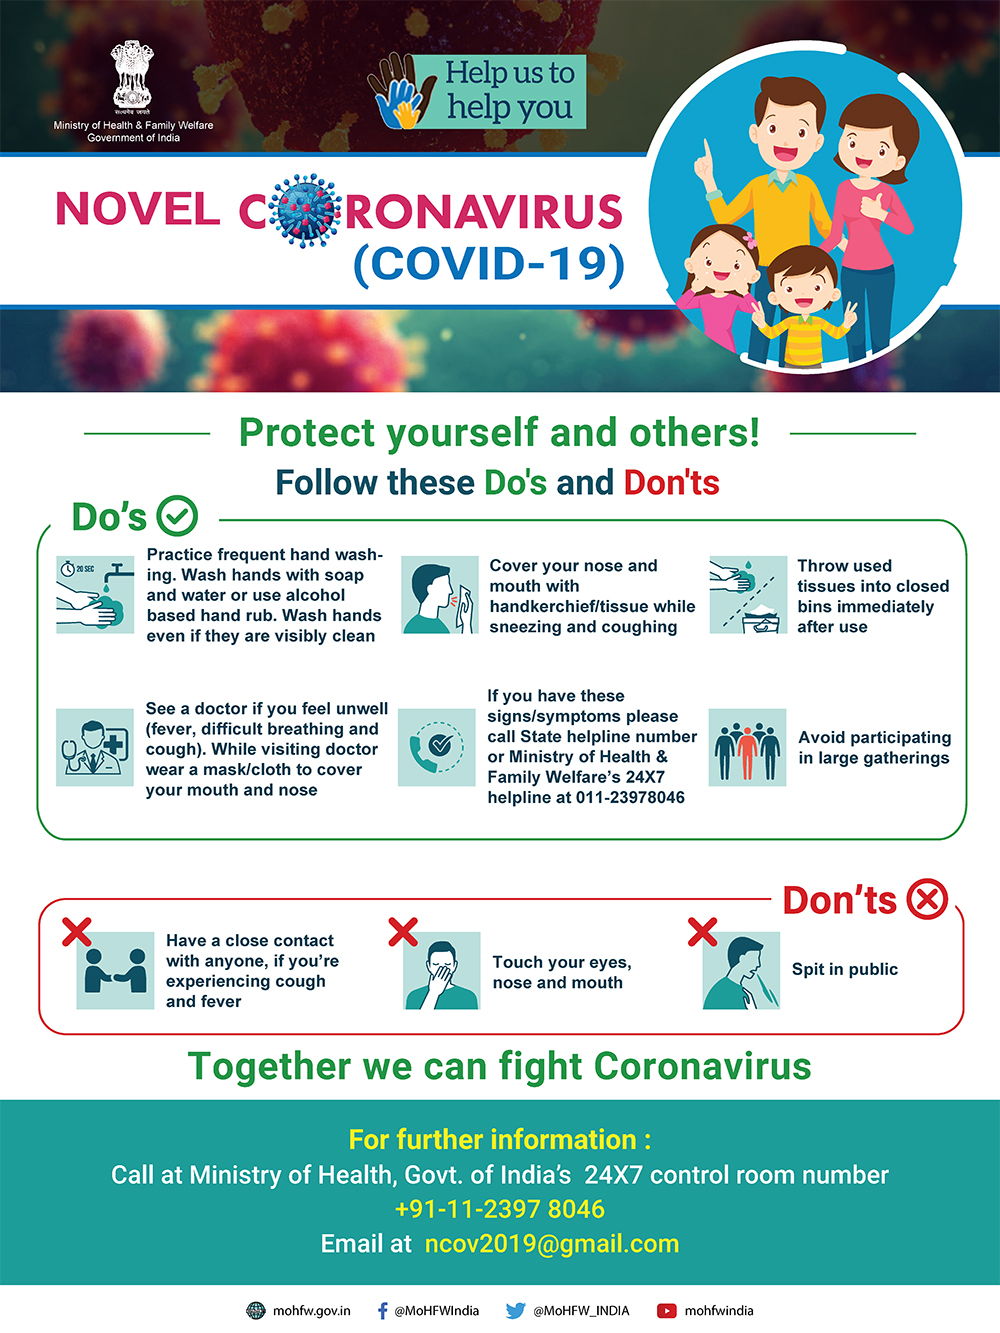 सत्यमेव जयते
Ministry of Health & Family Welfare
Government of India
Help us to
help you
NOVEL CORONAVIRUS
(COVID-19)
Protect yourself and others!
Follow these Do's and Don'ts
Do's
20 SEC
Practice frequent hand wash-
ing. Wash hands with soap
and water or use alcohol
based hand rub. Wash hands
even if they are visibly clean
Cover your nose and
mouth with
handkerchief/tissue while
sneezing and coughing
Throw used
tissues into closed
bins immediately
after use
See a doctor if you feel unwell
(fever, difficult breathing and
cough). While visiting doctor
wear a mask/cloth to cover
your mouth and nose
If you have these
signs/symptoms please
call State helpline number
or Ministry of Health &
Family Welfare's 24X7
helpline at 011-23978046
Avoid participating
in large gatherings
Don'ts
Have a close contact
with anyone, if you're
experiencing cough
and fever
Touch your eyes,
nose and mouth
Spit in public
Together we can fight Coronavirus
For further information :
Call at Ministry of Health, Govt. of India's 24X7 control room number
+91-11-2397 8046
Email at ncov2019@gmail.com
mohfw.gov.in @MoHFWIndia @MoHFW_INDIA mohfwindia